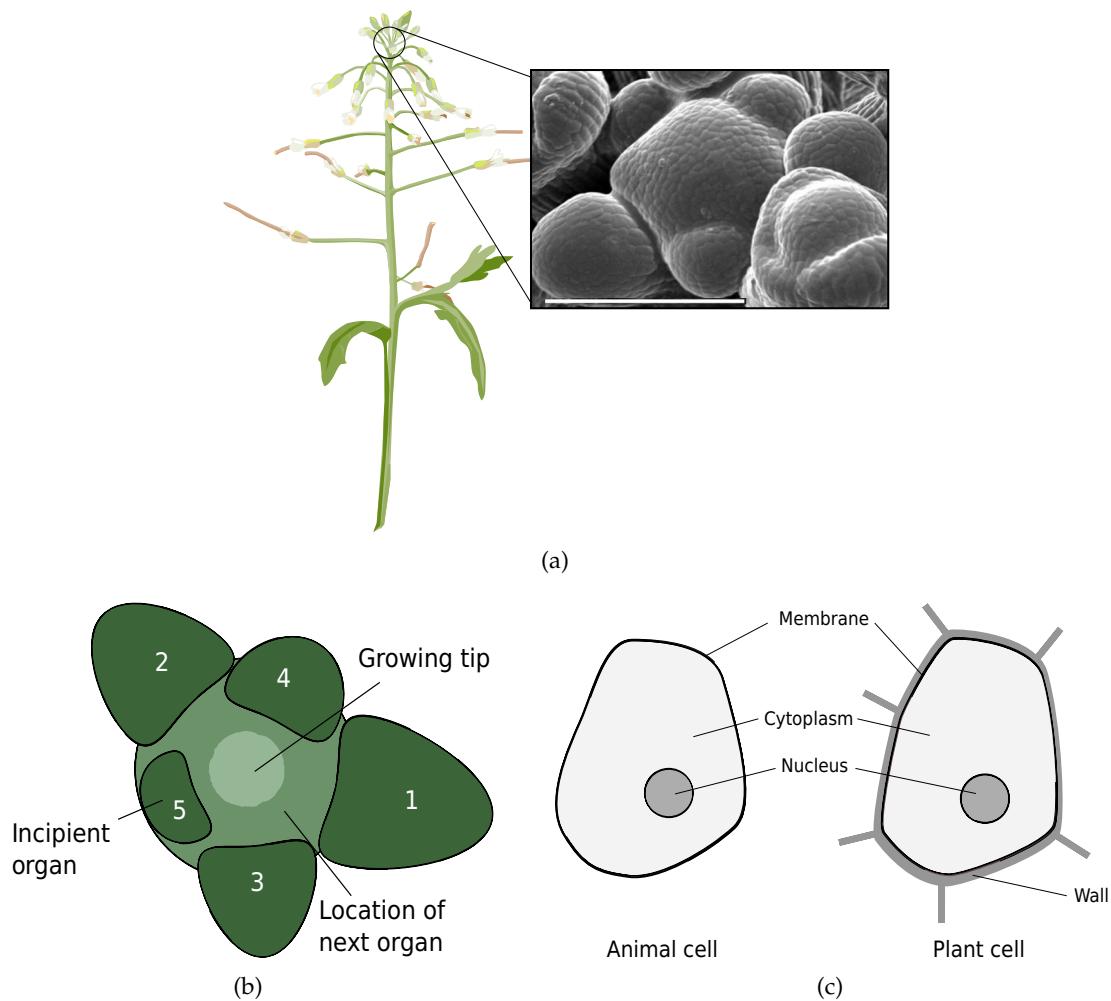 (a)
2
4
Growing tip
1
5
Incipient
organ
3
Location of
next organ
(b)
Membrane
Cytoplasm
Nucleus
Wall
Animal cell
Plant cell
(c)